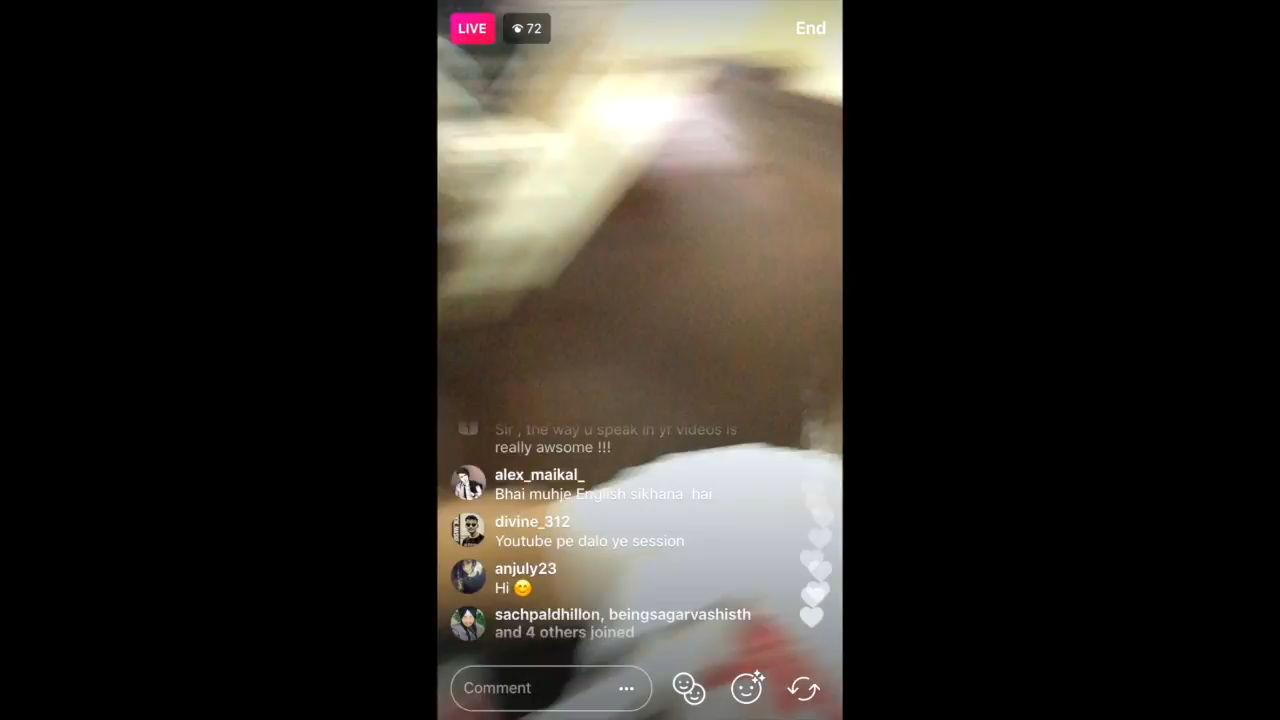 LIVE
72
End
Sir , the way u speak in yr videos is
really awsome !!!
alex_maikal_
Bhai muhje English sikhana hai
divine_312
Youtube pe dalo ye session
anjuly23
Hi 😊
sachpaldhillon, beingsagarvashisth
and 4 others joined
Comment